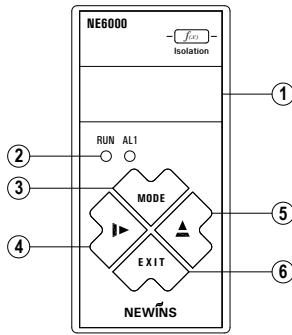 NE6000
f(x)
Isolation
1
RUN AL1
2
3
MODE
4
5
EXIT
6
NEWINS